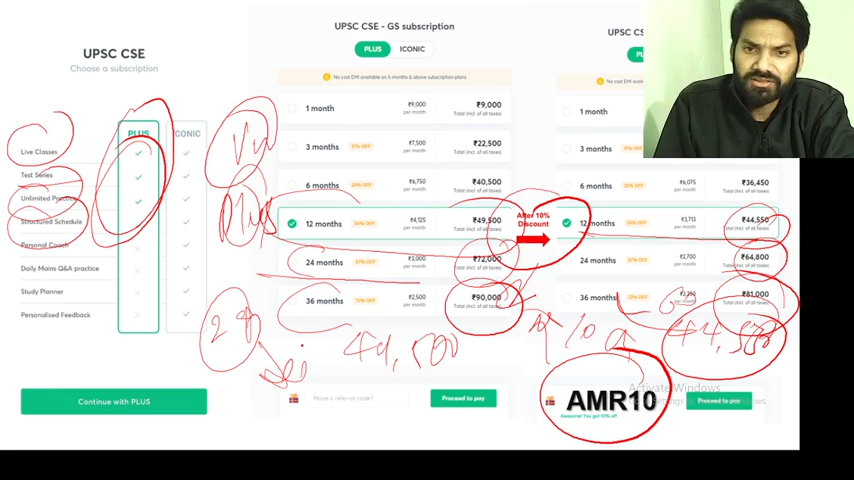 UPSC CSE
Choose a subscription
PLUS
ICONIC
Live Classes
Test Series
Unlimited Practice
Structured Schedule
Personal Coach
Daily Mains Q&A practice
Study Planner
Personalised Feedback
Continue with PLUS
UPSC CSE - GS subscription
PLUS ICONIC
No cost EMI available on 6 months & above subscription plans
1 month ₹9,000 per month ₹9,000 Total (Incl. of all taxes)
3 months ₹7,500 per month ₹22,500 Total (Incl. of all taxes)
6 months 25% OFF ₹6,750 per month ₹40,500 Total (Incl. of all taxes)
12 months 54% OFF ₹4,125 per month ₹49,500 Total (Incl. of all taxes)
24 months 67% OFF ₹3,000 per month ₹72,000 Total (Incl. of all taxes)
36 months 72% OFF ₹2,500 per month ₹90,000 Total (Incl. of all taxes)
Have a referral code?
Proceed to pay
After 10%
Discount
UPSC CSE -
No cost EMI avail
1 month
3 months
6 months ₹6,075 per month ₹36,450 Total (Incl. of all taxes)
12 months 54% OFF ₹3,713 per month ₹44,550 Total (Incl. of all taxes)
24 months 67% OFF ₹2,700 per month ₹64,800 Total (Incl. of all taxes)
36 months 72% OFF per month ₹81,000 Total (Incl. of all taxes)
Plus
AMR10
Awesome! You got 10% off
Proceed to pay
Activate Windows